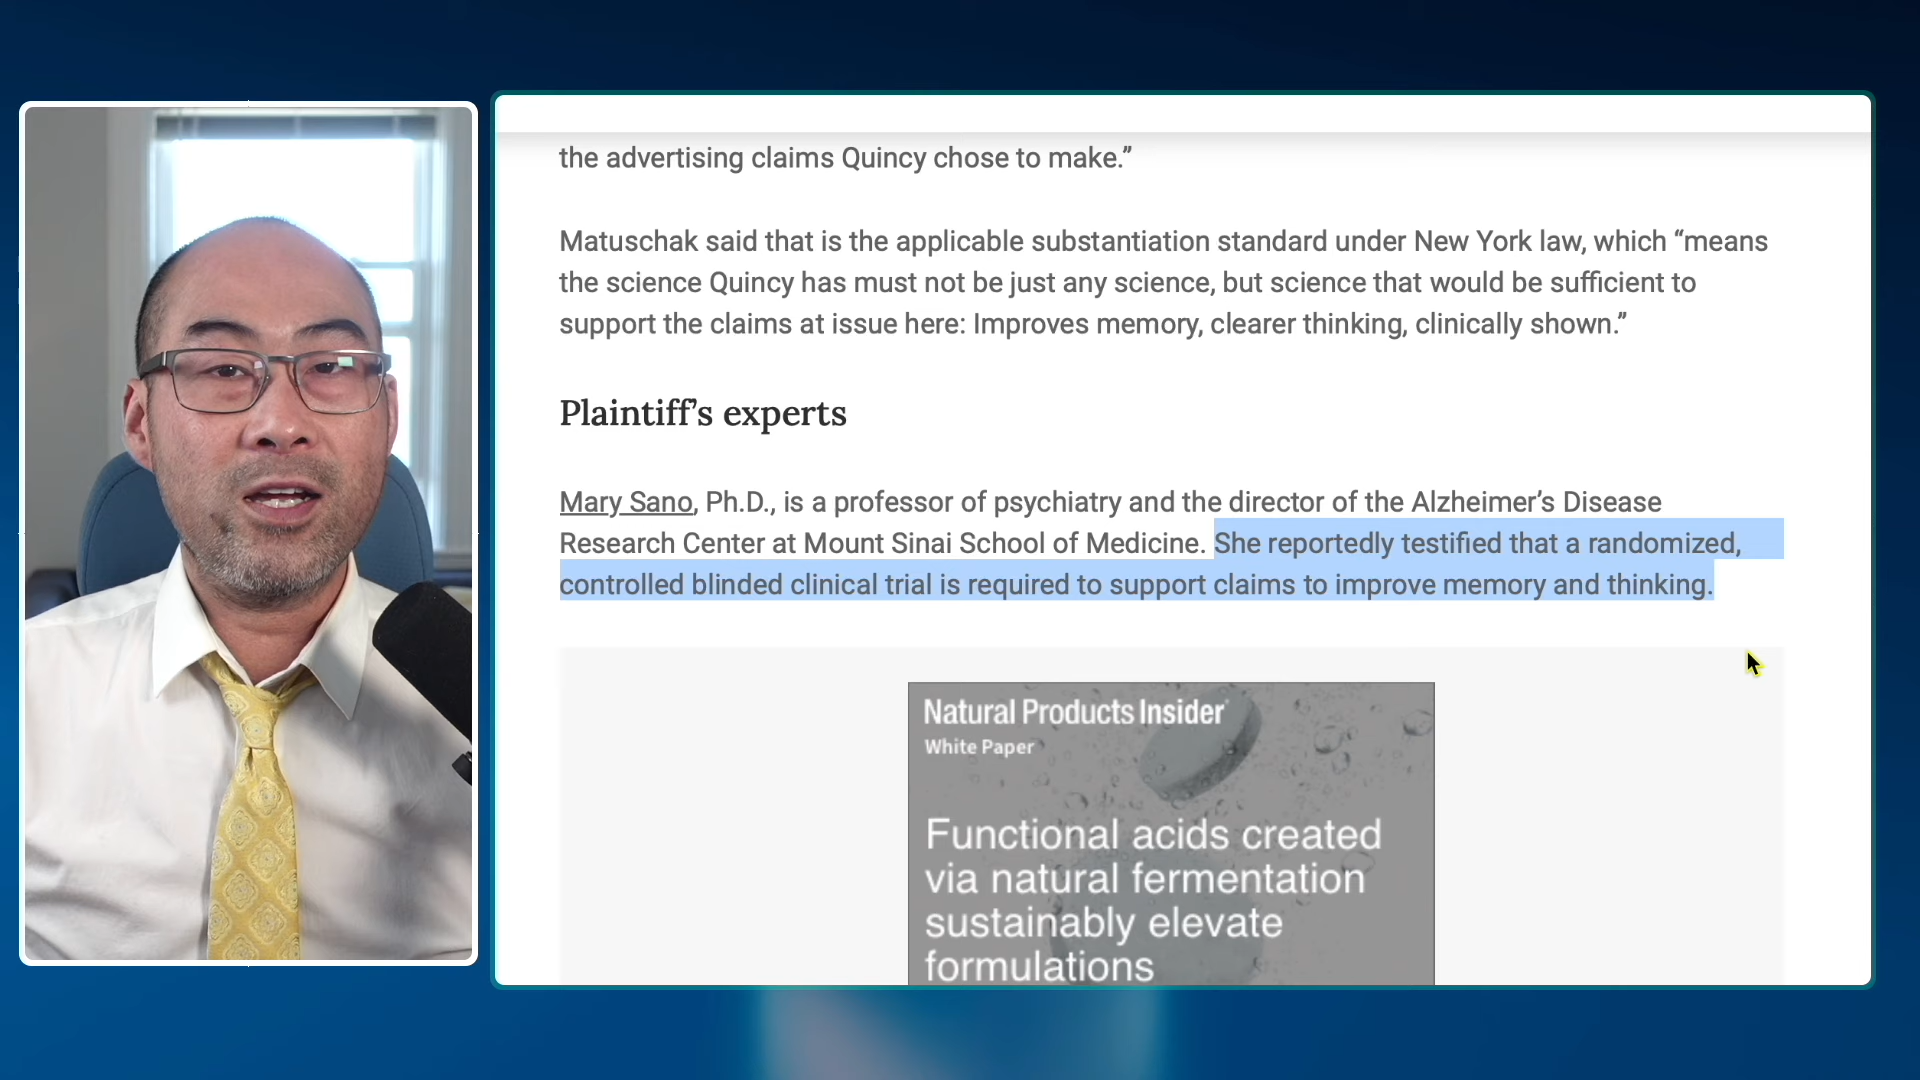 the advertising claims Quincy chose to make.”
Matuschak said that is the applicable substantiation standard under New York law, which “means
the science Quincy has must not be just any science, but science that would be sufficient to
support the claims at issue here: Improves memory, clearer thinking, clinically shown.”
Plaintiff’s experts
Mary Sano, Ph.D., is a professor of psychiatry and the director of the Alzheimer’s Disease
Research Center at Mount Sinai School of Medicine. She reportedly testified that a randomized,
controlled blinded clinical trial is required to support claims to improve memory and thinking.
Natural Products Insider
White Paper
Functional acids created
via natural fermentation
sustainably elevate
formulations